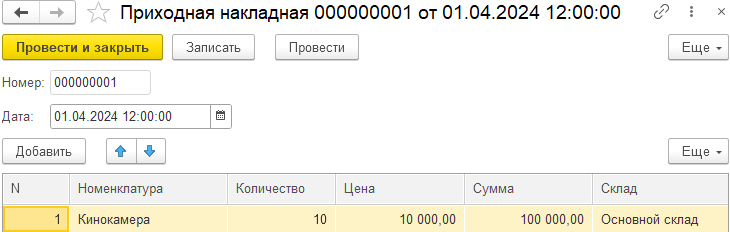 Приходная накладная 000000001 от 01.04.2024 12:00:00
Провести и закрыть Записать Провести Еще
Номер: 000000001
Дата: 01.04.2024 12:00:00
Добавить Еще
N Номенклатура Количество Цена Сумма Склад
1 Кинокамера 10 10 000,00 100 000,00 Основной склад